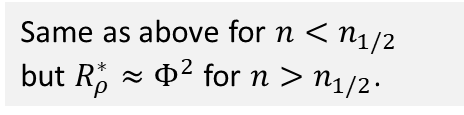 Same as above for n < n₁/₂
but R*ρ ≈ Φ² for n > n₁/₂.